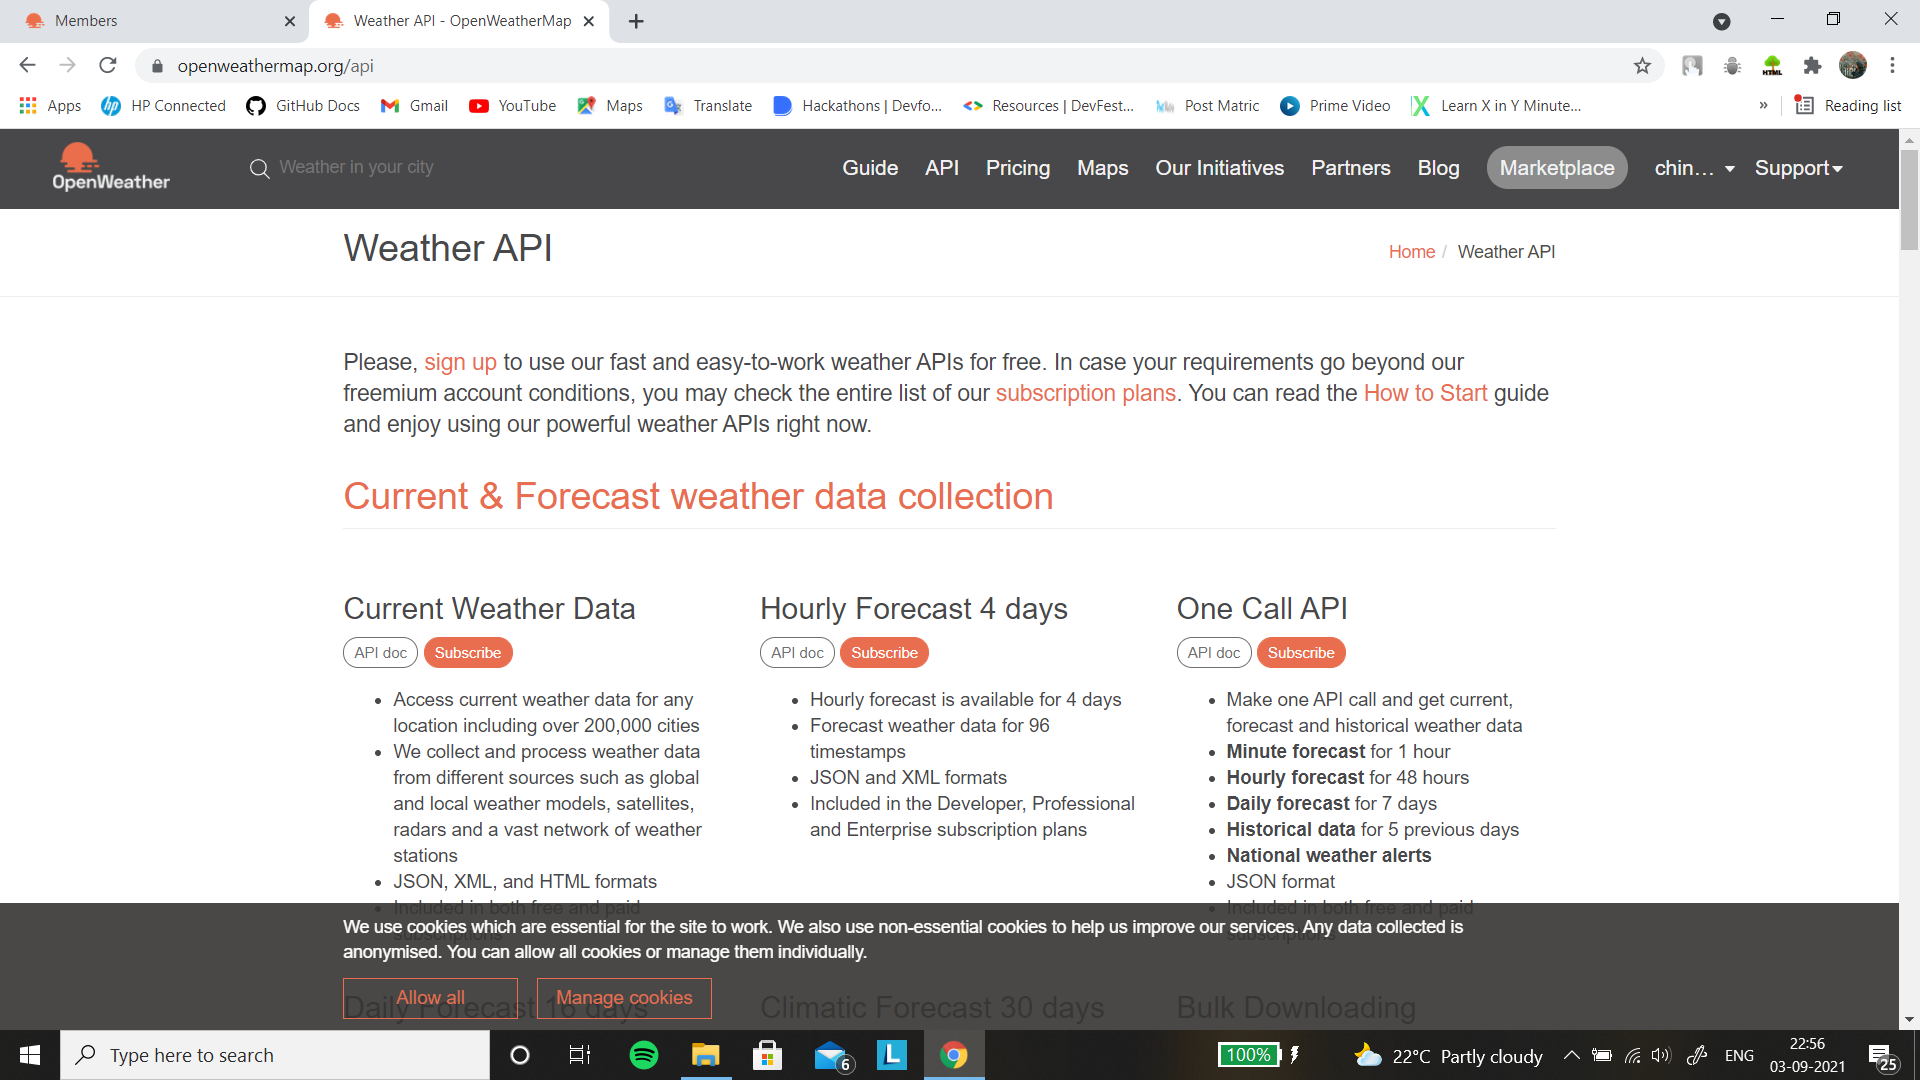 Members
Weather API - OpenWeatherMap
openweathermap.org/api
Apps HP Connected GitHub Docs Gmail YouTube Maps Translate Hackathons | Devfo... Resources | DevFest... Post Matric Prime Video Learn X in Y Minute... » Reading list
OpenWeather
Weather in your city
Guide API Pricing Maps Our Initiatives Partners Blog Marketplace chin... Support
Weather API
Home / Weather API
Please, sign up to use our fast and easy-to-work weather APIs for free. In case your requirements go beyond our
freemium account conditions, you may check the entire list of our subscription plans. You can read the How to Start guide
and enjoy using our powerful weather APIs right now.
Current & Forecast weather data collection
Current Weather Data
API doc Subscribe
• Access current weather data for any
location including over 200,000 cities
• We collect and process weather data
from different sources such as global
and local weather models, satellites,
radars and a vast network of weather
stations
• JSON, XML, and HTML formats
• Included in both free and paid
subscriptions
Hourly Forecast 4 days
API doc Subscribe
• Hourly forecast is available for 4 days
• Forecast weather data for 96
timestamps
• JSON and XML formats
• Included in the Developer, Professional
and Enterprise subscription plans
One Call API
API doc Subscribe
• Make one API call and get current,
forecast and historical weather data
• Minute forecast for 1 hour
• Hourly forecast for 48 hours
• Daily forecast for 7 days
• Historical data for 5 previous days
• National weather alerts
• JSON format
• Included in both free and paid
subscriptions
We use cookies which are essential for the site to work. We also use non-essential cookies to help us improve our services. Any data collected is
anonymised. You can allow all cookies or manage them individually.
Allow all Manage cookies
Daily Forecast 16 days Climatic Forecast 30 days Bulk Downloading
Type here to search
6
L
100%
22°C Partly cloudy
ENG
22:56
03-09-2021
25